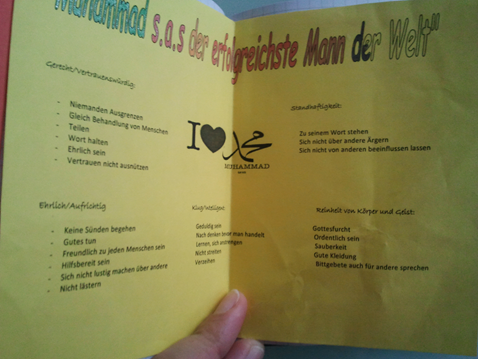 "Muhammad s.a.s der erfolgreichste Mann der Welt"
Gerecht/Vertrauenswürdig:
- Niemanden Ausgrenzen
- Gleich Behandlung von Menschen
- Teilen
- Wort halten
- Ehrlich sein
- Vertrauen nicht ausnützen
I ♥ محمد
MUHAMMAD
Standhaftigkeit:
Zu seinem Wort stehen
Sich nicht über andere Ärgern
Sich nicht von anderen beeinflussen lassen
Ehrlich/Aufrichtig
- Keine Sünden begehen
- Gutes tun
- Freundlich zu jeden Menschen sein
- Hilfsbereit sein
- Sich nicht lustig machen über andere
- Nicht lästern
Klug/Intelligent
Geduldig sein
Nach denken bevor man handelt
Lernen, sich anstrengen
Nicht streiten
Verzeihen
Reinheit von Körper und Geist:
Gottesfurcht
Ordentlich sein
Sauberkeit
Gute Kleidung
Bittgebete auch für andere sprechen